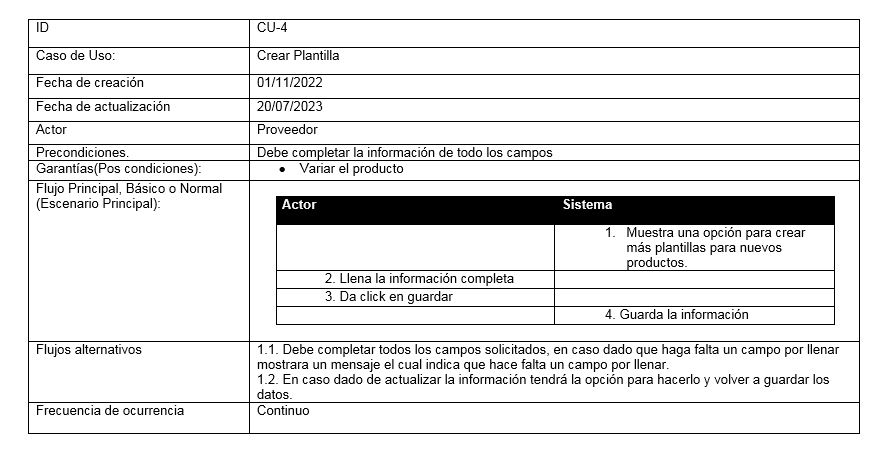 ID CU-4
Caso de Uso: Crear Plantilla
Fecha de creación 01/11/2022
Fecha de actualización 20/07/2023
Actor Proveedor
Precondiciones. Debe completar la información de todo los campos
Garantías(Pos condiciones): • Variar el producto
Flujo Principal, Básico o Normal
(Escenario Principal):
Actor Sistema
1. Muestra una opción para crear
más plantillas para nuevos
productos.
2. Llena la información completa
3. Da click en guardar
4. Guarda la información
Flujos alternativos
1.1. Debe completar todos los campos solicitados, en caso dado que haga falta un campo por llenar
mostrara un mensaje el cual indica que hace falta un campo por llenar.
1.2. En caso dado de actualizar la información tendrá la opción para hacerlo y volver a guardar los
datos.
Frecuencia de ocurrencia Continuo